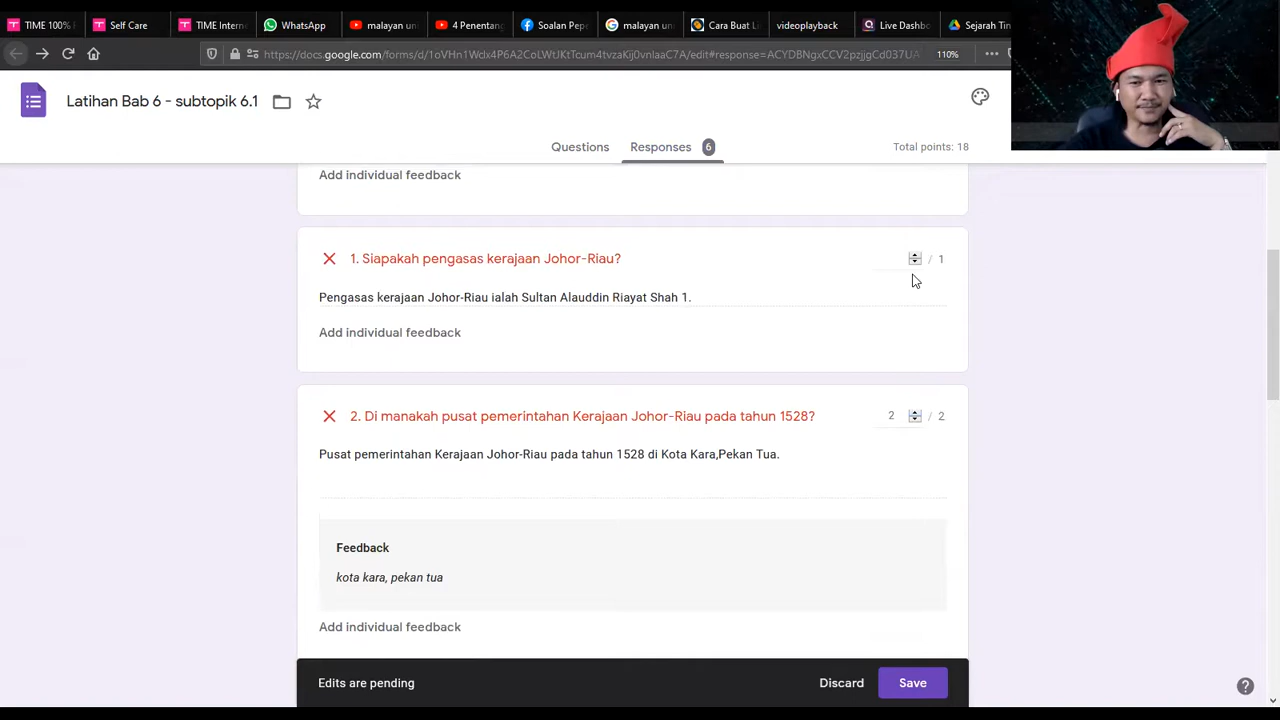 TIME 100%
Self Care
TIME Intern
WhatsApp
malayan un
4 Penentang
Soalan Pep
malayan un
Cara Buat L
videoplayback
Live Dashbo
Sejarah Tin
https://docs.google.com/forms/d/
110%
Latihan Bab 6 - subtopik 6.1
Questions
Responses 6
Total points: 18
Add individual feedback
1. Siapakah pengasas kerajaan Johor-Riau?
/ 1
Pengasas kerajaan Johor-Riau ialah Sultan Alauddin Riayat Shah 1.
Add individual feedback
2. Di manakah pusat pemerintahan Kerajaan Johor-Riau pada tahun 1528?
2 / 2
Pusat pemerintahan Kerajaan Johor-Riau pada tahun 1528 di Kota Kara,Pekan Tua.
Feedback
kota kara, pekan tua
Add individual feedback
Edits are pending
Discard
Save